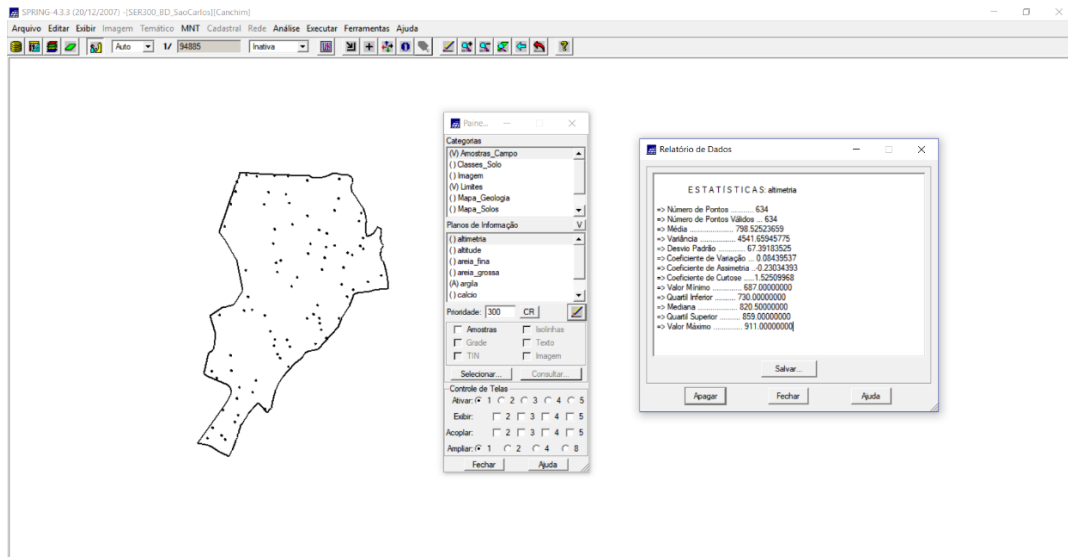 SPRING-4.3.3 (20/12/2007) -[SER300_BD_SaoCarlos][Canchim]
Arquivo Editar Exibir Imagem Temático MNT Cadastral Rede Análise Executar Ferramentas Ajuda
Auto 1/ 94885 Inativa
Paine...
Categorias
(V) Amostras_Campo
( ) Classes_Solo
( ) Imagem
(V) Limites
( ) Mapa_Geologia
( ) Mapa_Solos
Planos de Informação V
( ) altimetria
( ) altitude
( ) areia_fina
( ) areia_grossa
(A) argila
( ) calcio
Prioridade: 300 CR
Amostras Isolinhas
Grade Texto
TIN Imagem
Selecionar... Consultar...
Controle de Telas
Ativar: 1 2 3 4 5
Exibir: 2 3 4 5
Acoplar: 2 3 4 5
Ampliar: 1 2 4 8
Fechar Ajuda
Relatório de Dados
E S T A T Í S T I C A S: altimetria
=> Número de Pontos ........... 634
=> Número de Pontos Válidos ... 634
=> Média ...................... 798.52523659
=> Variância .................. 4541.65945775
=> Desvio Padrão .............. 67.39183525
=> Coeficiente de Variação ... 0.08439537
=> Coeficiente de Assimetria ..-0.23034393
=> Coeficiente de Curtose .....1.52509968
=> Valor Mínimo ............... 687.00000000
=> Quartil Inferior .......... 730.00000000
=> Mediana .................... 820.50000000
=> Quartil Superior .......... 859.00000000
=> Valor Máximo ............... 911.00000000
Salvar...
Apagar Fechar Ajuda